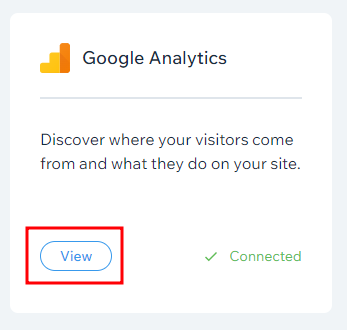 Google Analytics
Discover where your visitors come
from and what they do on your site.
View
Connected